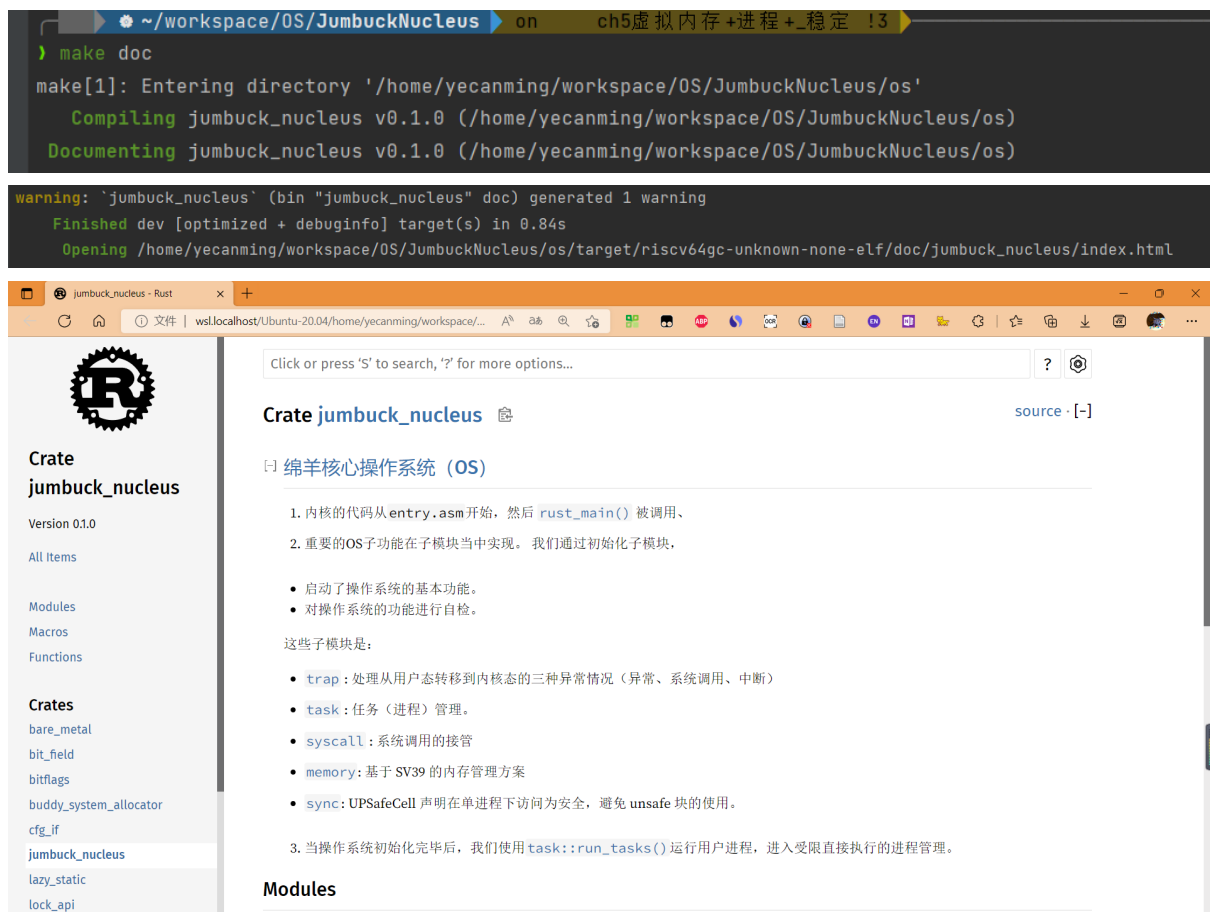 ~/workspace/OS/JumbuckNucleus on ch5虚拟内存+进程+_稳定 !3
❯ make doc
make[1]: Entering directory '/home/yecanming/workspace/OS/JumbuckNucleus/os'
Compiling jumbuck_nucleus v0.1.0 (/home/yecanming/workspace/OS/JumbuckNucleus/os)
Documenting jumbuck_nucleus v0.1.0 (/home/yecanming/workspace/OS/JumbuckNucleus/os)
warning: `jumbuck_nucleus` (bin "jumbuck_nucleus" doc) generated 1 warning
Finished dev [optimized + debuginfo] target(s) in 0.84s
Opening /home/yecanming/workspace/OS/JumbuckNucleus/os/target/riscv64gc-unknown-none-elf/doc/jumbuck_nucleus/index.html
jumbuck_nucleus - Rust
文件 | wsl.localhost/Ubuntu-20.04/home/yecanming/workspace/...
Click or press ‘S’ to search, ‘?’ for more options...
?
R
Crate jumbuck_nucleus
source · [-]
Crate
jumbuck_nucleus
Version 0.1.0
All Items
Modules
Macros
Functions
Crates
bare_metal
bit_field
bitflags
buddy_system_allocator
cfg_if
jumbuck_nucleus
lazy_static
lock_api
[-] 绵羊核心操作系统（OS）
1. 内核的代码从entry.asm开始，然后 rust_main() 被调用、
2. 重要的OS子功能在子模块当中实现。 我们通过初始化子模块，
• 启动了操作系统的基本功能。
• 对操作系统的功能进行自检。
这些子模块是：
• trap : 处理从用户态转移到内核态的三种异常情况（异常、系统调用、中断）
• task : 任务（进程）管理。
• syscall : 系统调用的接管
• memory: 基于 SV39 的内存管理方案
• sync: UPSafeCell 声明在单进程下访问为安全，避免 unsafe 块的使用。
3. 当操作系统初始化完毕后，我们使用task::run_tasks()运行用户进程，进入受限直接执行的进程管理。
Modules